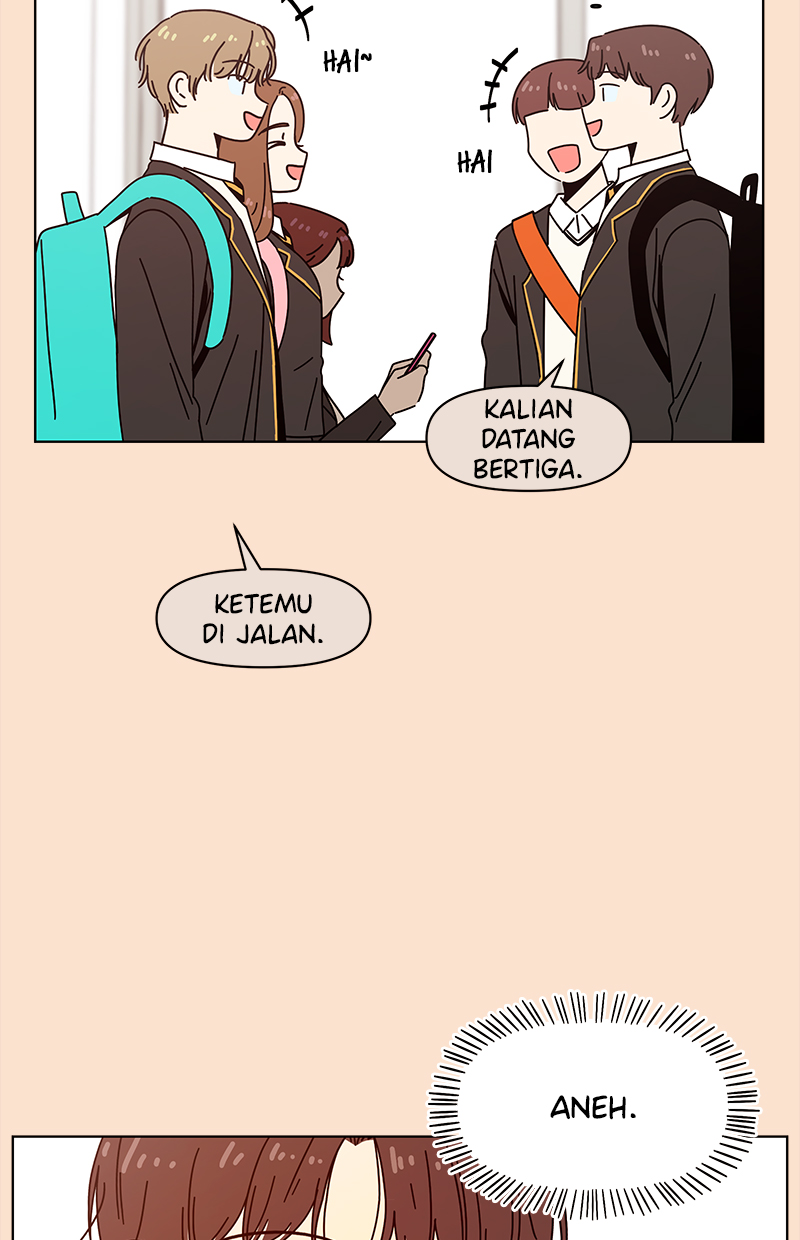 HAI~
HAI
KALIAN
DATANG
BERTIGA.
KETEMU
DI JALAN.
ANEH.